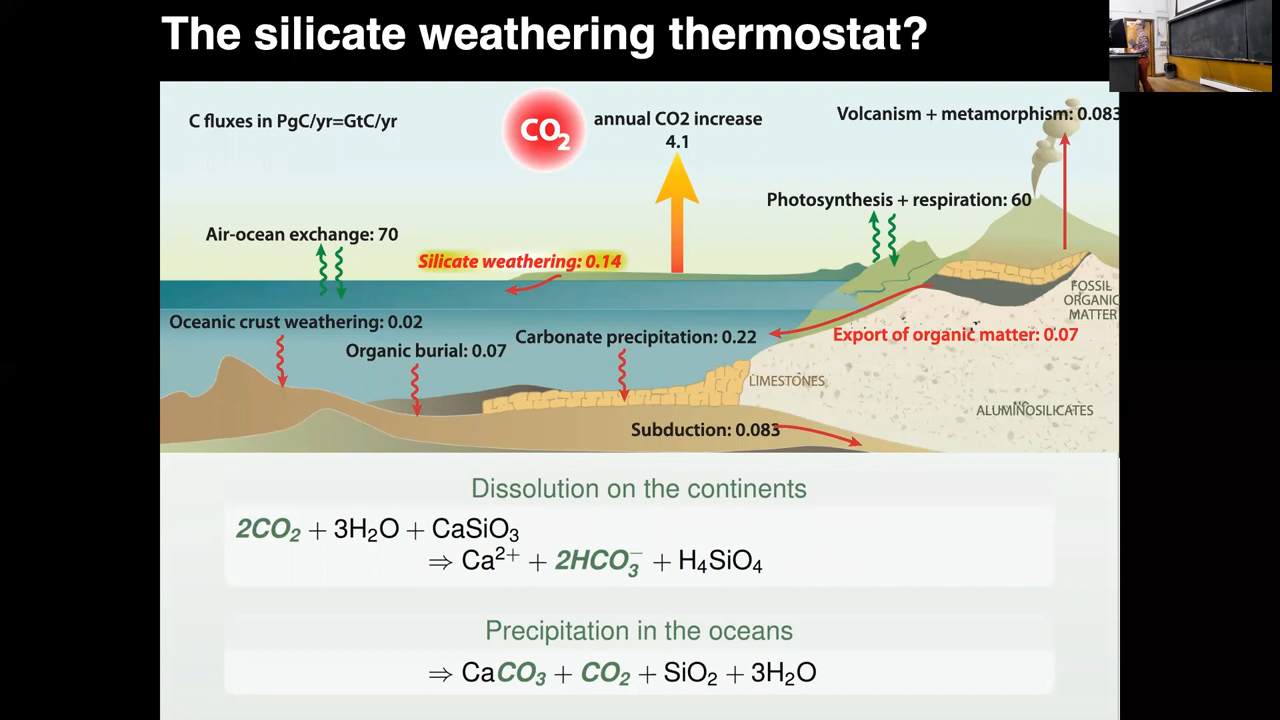 The silicate weathering thermostat?
C fluxes in PgC/yr=GtC/yr
CO₂
annual CO2 increase
4.1
Volcanism + metamorphism: 0.083
Photosynthesis + respiration: 60
Air-ocean exchange: 70
Silicate weathering: 0.14
FOSSIL
ORGANIC
MATTER
Oceanic crust weathering: 0.02
Organic burial: 0.07
Carbonate precipitation: 0.22
Export of organic matter: 0.07
LIMESTONES
ALUMINOSILICATES
Subduction: 0.083
Dissolution on the continents
2CO₂ + 3H₂O + CaSiO₃
⇒ Ca²⁺ + 2HCO₃⁻ + H₄SiO₄
Precipitation in the oceans
⇒ CaCO₃ + CO₂ + SiO₂ + 3H₂O